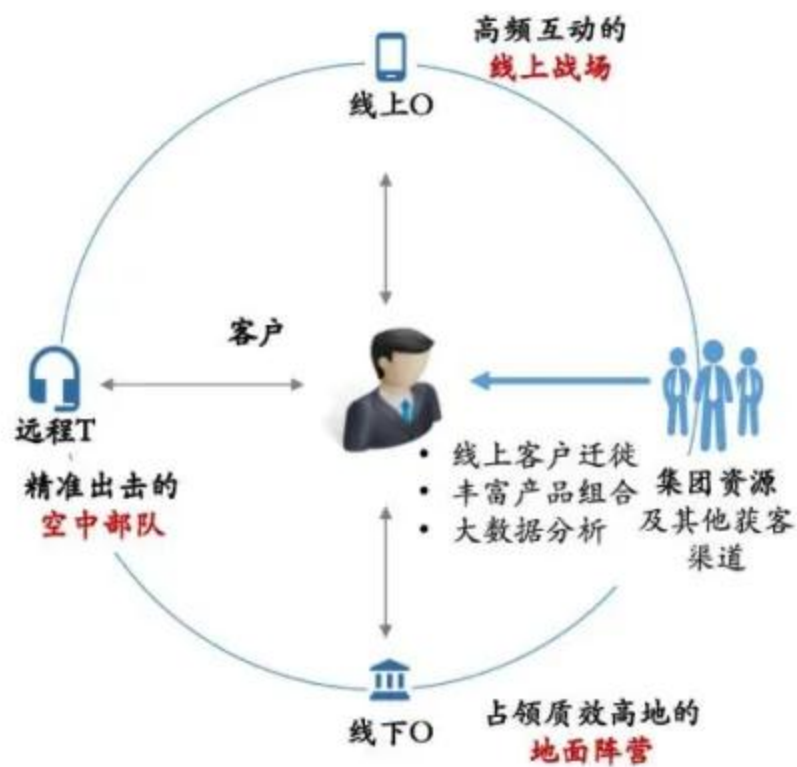 高频互动的
线上战场
线上O
客户
远程T
精准出击的
空中部队
• 线上客户迁徙
• 丰富产品组合
• 大数据分析
集团资源
及其他获客
渠道
线下O
占领质效高地的
地面阵营